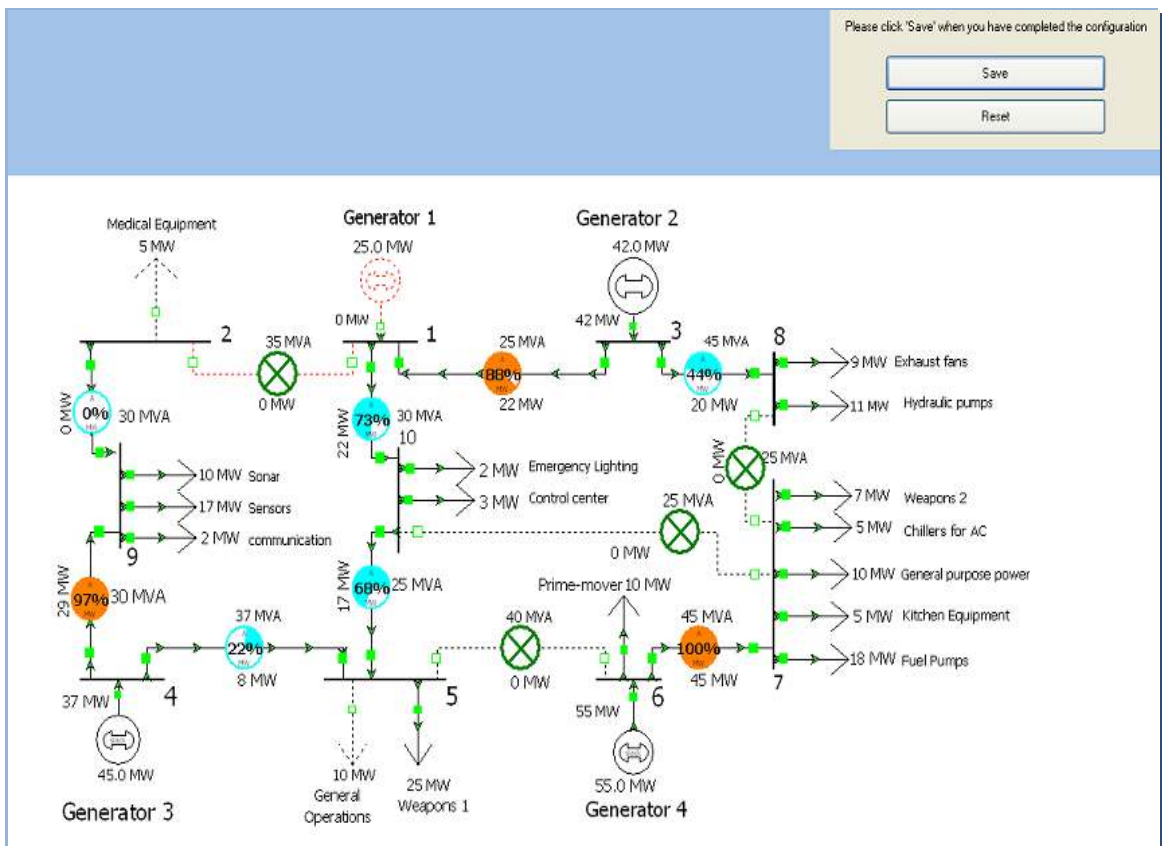 Please click 'Save' when you have completed the configuration
Save
Reset
Medical Equipment
5 MW
Generator 1
25.0 MW
Generator 2
42.0 MW
0 MW
42 MW
2
35 MVA
0 MW
1
25 MVA
88%
22 MW
3
45 MVA
44%
20 MW
8
9 MW Exhaust fans
11 MW Hydraulic pumps
0 MW
0%
30 MVA
22 MW
73%
30 MVA
10
2 MW Emergency Lighting
3 MW Control center
0 MW
25 MVA
10 MW Sonar
17 MW Sensors
2 MW communication
9
25 MVA
0 MW
7 MW Weapons 2
5 MW Chillers for AC
10 MW General purpose power
5 MW Kitchen Equipment
18 MW Fuel Pumps
7
29 MW
97%
30 MVA
17 MW
68%
25 MVA
Prime-mover 10 MW
37 MVA
22%
8 MW
40 MVA
0 MW
45 MVA
100%
45 MW
37 MW
4
5
55 MW
6
45.0 MW
Generator 3
10 MW
General
Operations
25 MW
Weapons 1
55.0 MW
Generator 4